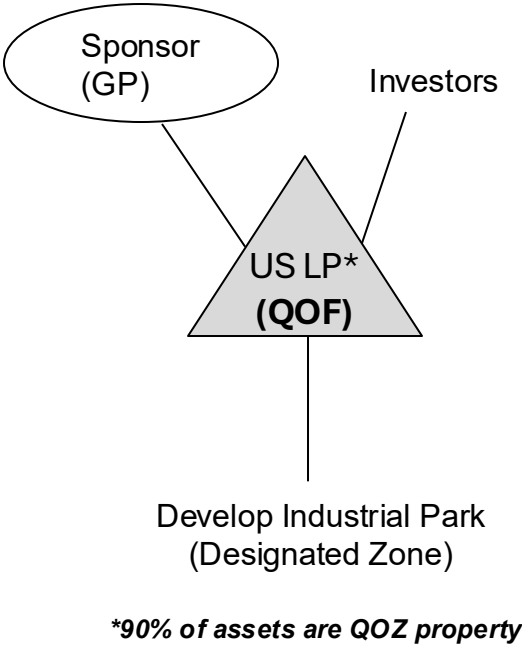 Sponsor
(GP)
Investors
US LP*
(QOF)
Develop Industrial Park
(Designated Zone)
*90% of assets are QOZ property